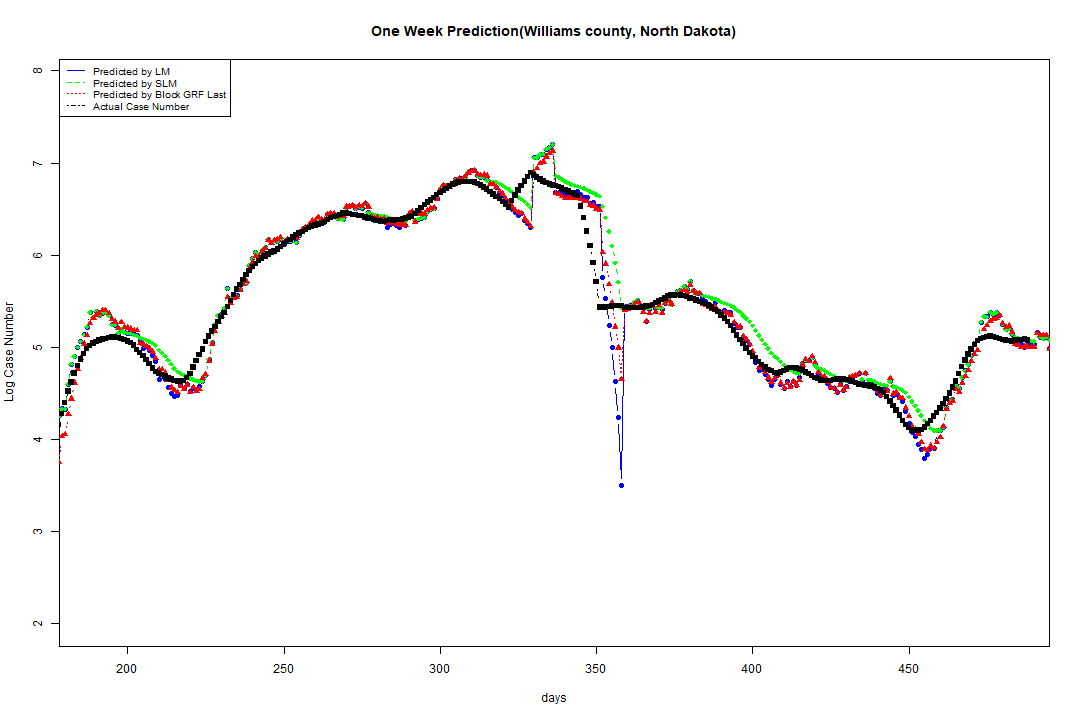 One Week Prediction(Williams county, North Dakota)
Predicted by LM
Predicted by SLM
Predicted by Block GRF Last
Actual Case Number
8
7
6
5
4
3
2
Log Case Number
200 250 300 350 400 450
days